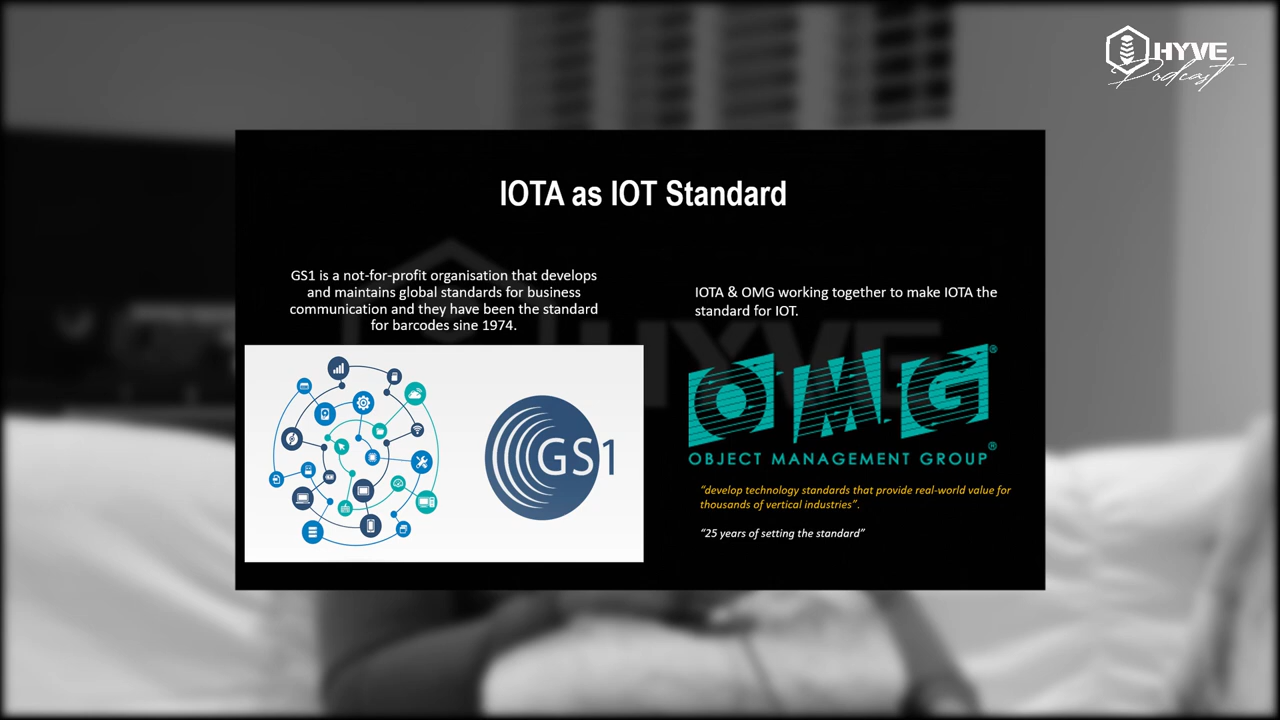 HYVE
Podcast
IOTA as IOT Standard
GS1 is a not-for-profit organisation that develops
and maintains global standards for business
communication and they have been the standard
for barcodes sine 1974.
GS1
IOTA & OMG working together to make IOTA the
standard for IOT.
OMG®
OBJECT MANAGEMENT GROUP®
“develop technology standards that provide real-world value for
thousands of vertical industries”.
“25 years of setting the standard”
HYVE